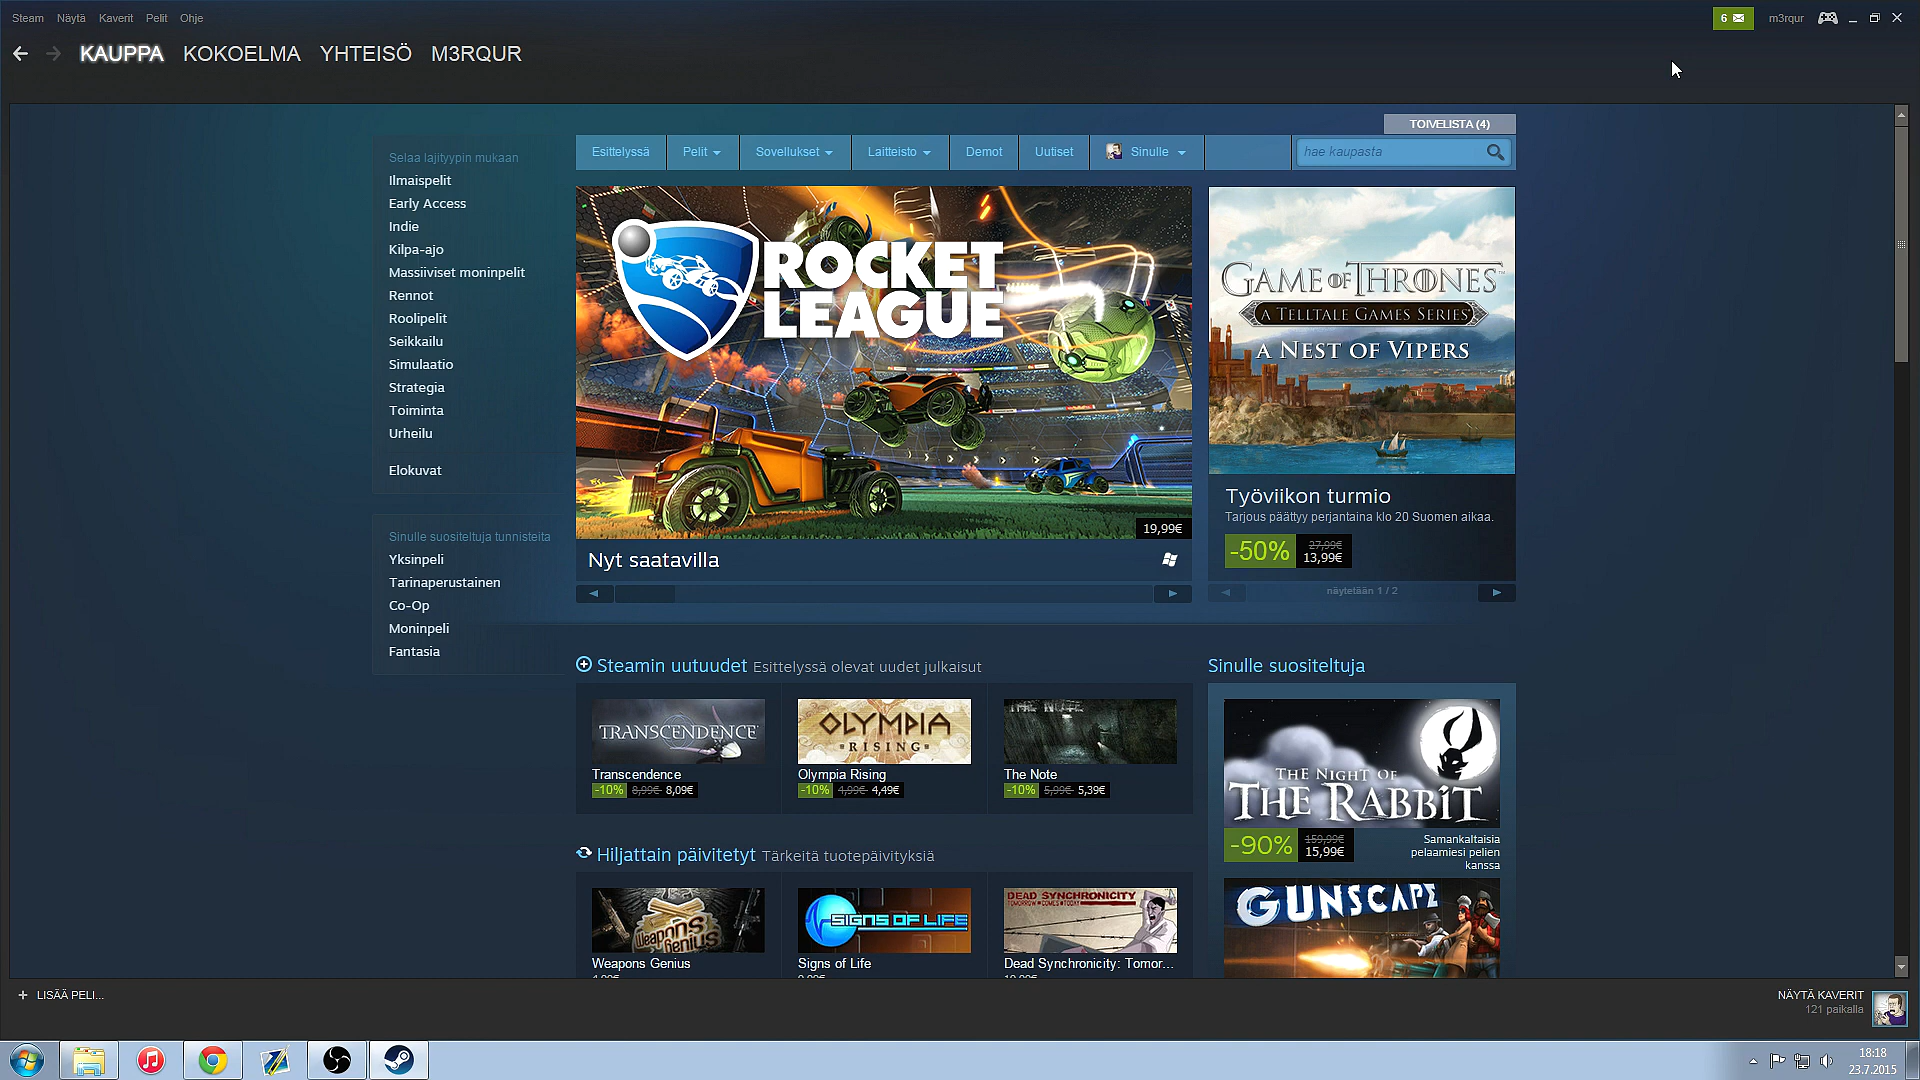 Steam Näytä Kaverit Pelit Ohje
6
m3rqur
KAUPPA KOKOELMA YHTEISÖ M3RQUR
TOIVELISTA (4)
Esittelyssä Pelit Sovellukset Laitteisto Demot Uutiset Sinulle
hae kaupasta
Selaa lajityypin mukaan
Ilmaispelit
Early Access
Indie
Kilpa-ajo
Massiiviset moninpelit
Rennot
Roolipelit
Seikkailu
Simulaatio
Strategia
Toiminta
Urheilu
Elokuvat
Sinulle suositeltuja tunnisteita
Yksinpeli
Tarinaperustainen
Co-Op
Moninpeli
Fantasia
ROCKET
LEAGUE
19,99€
Nyt saatavilla
GAME OF THRONES
A TELLTALE GAMES SERIES
A NEST OF VIPERS
Työviikon turmio
Tarjous päättyy perjantaina klo 20 Suomen aikaa.
-50%
27,99€
13,99€
näytetään 1 / 2
Steamin uutuudet Esittelyssä olevat uudet julkaisut
TRANSCENDENCE
Transcendence
-10% 8,99€ 8,09€
OLYMPIA
RISING
Olympia Rising
-10% 4,99€ 4,49€
THE NOTE
The Note
-10% 5,99€ 5,39€
Hiljattain päivitetyt Tärkeitä tuotepäivityksiä
Weapons
Genius
Weapons Genius
SIGNS OF LIFE
Signs of Life
DEAD SYNCHRONICITY
TOMORROW COMES TODAY
Dead Synchronicity: Tomor...
Sinulle suositeltuja
THE NIGHT OF
THE RABBIT
-90%
159,99€
15,99€
Samankaltaisia
pelaamiesi pelien
kanssa
GUNSCAPE
LISÄÄ PELI...
NÄYTÄ KAVERIT
121 paikalla
18:18
23.7.2015